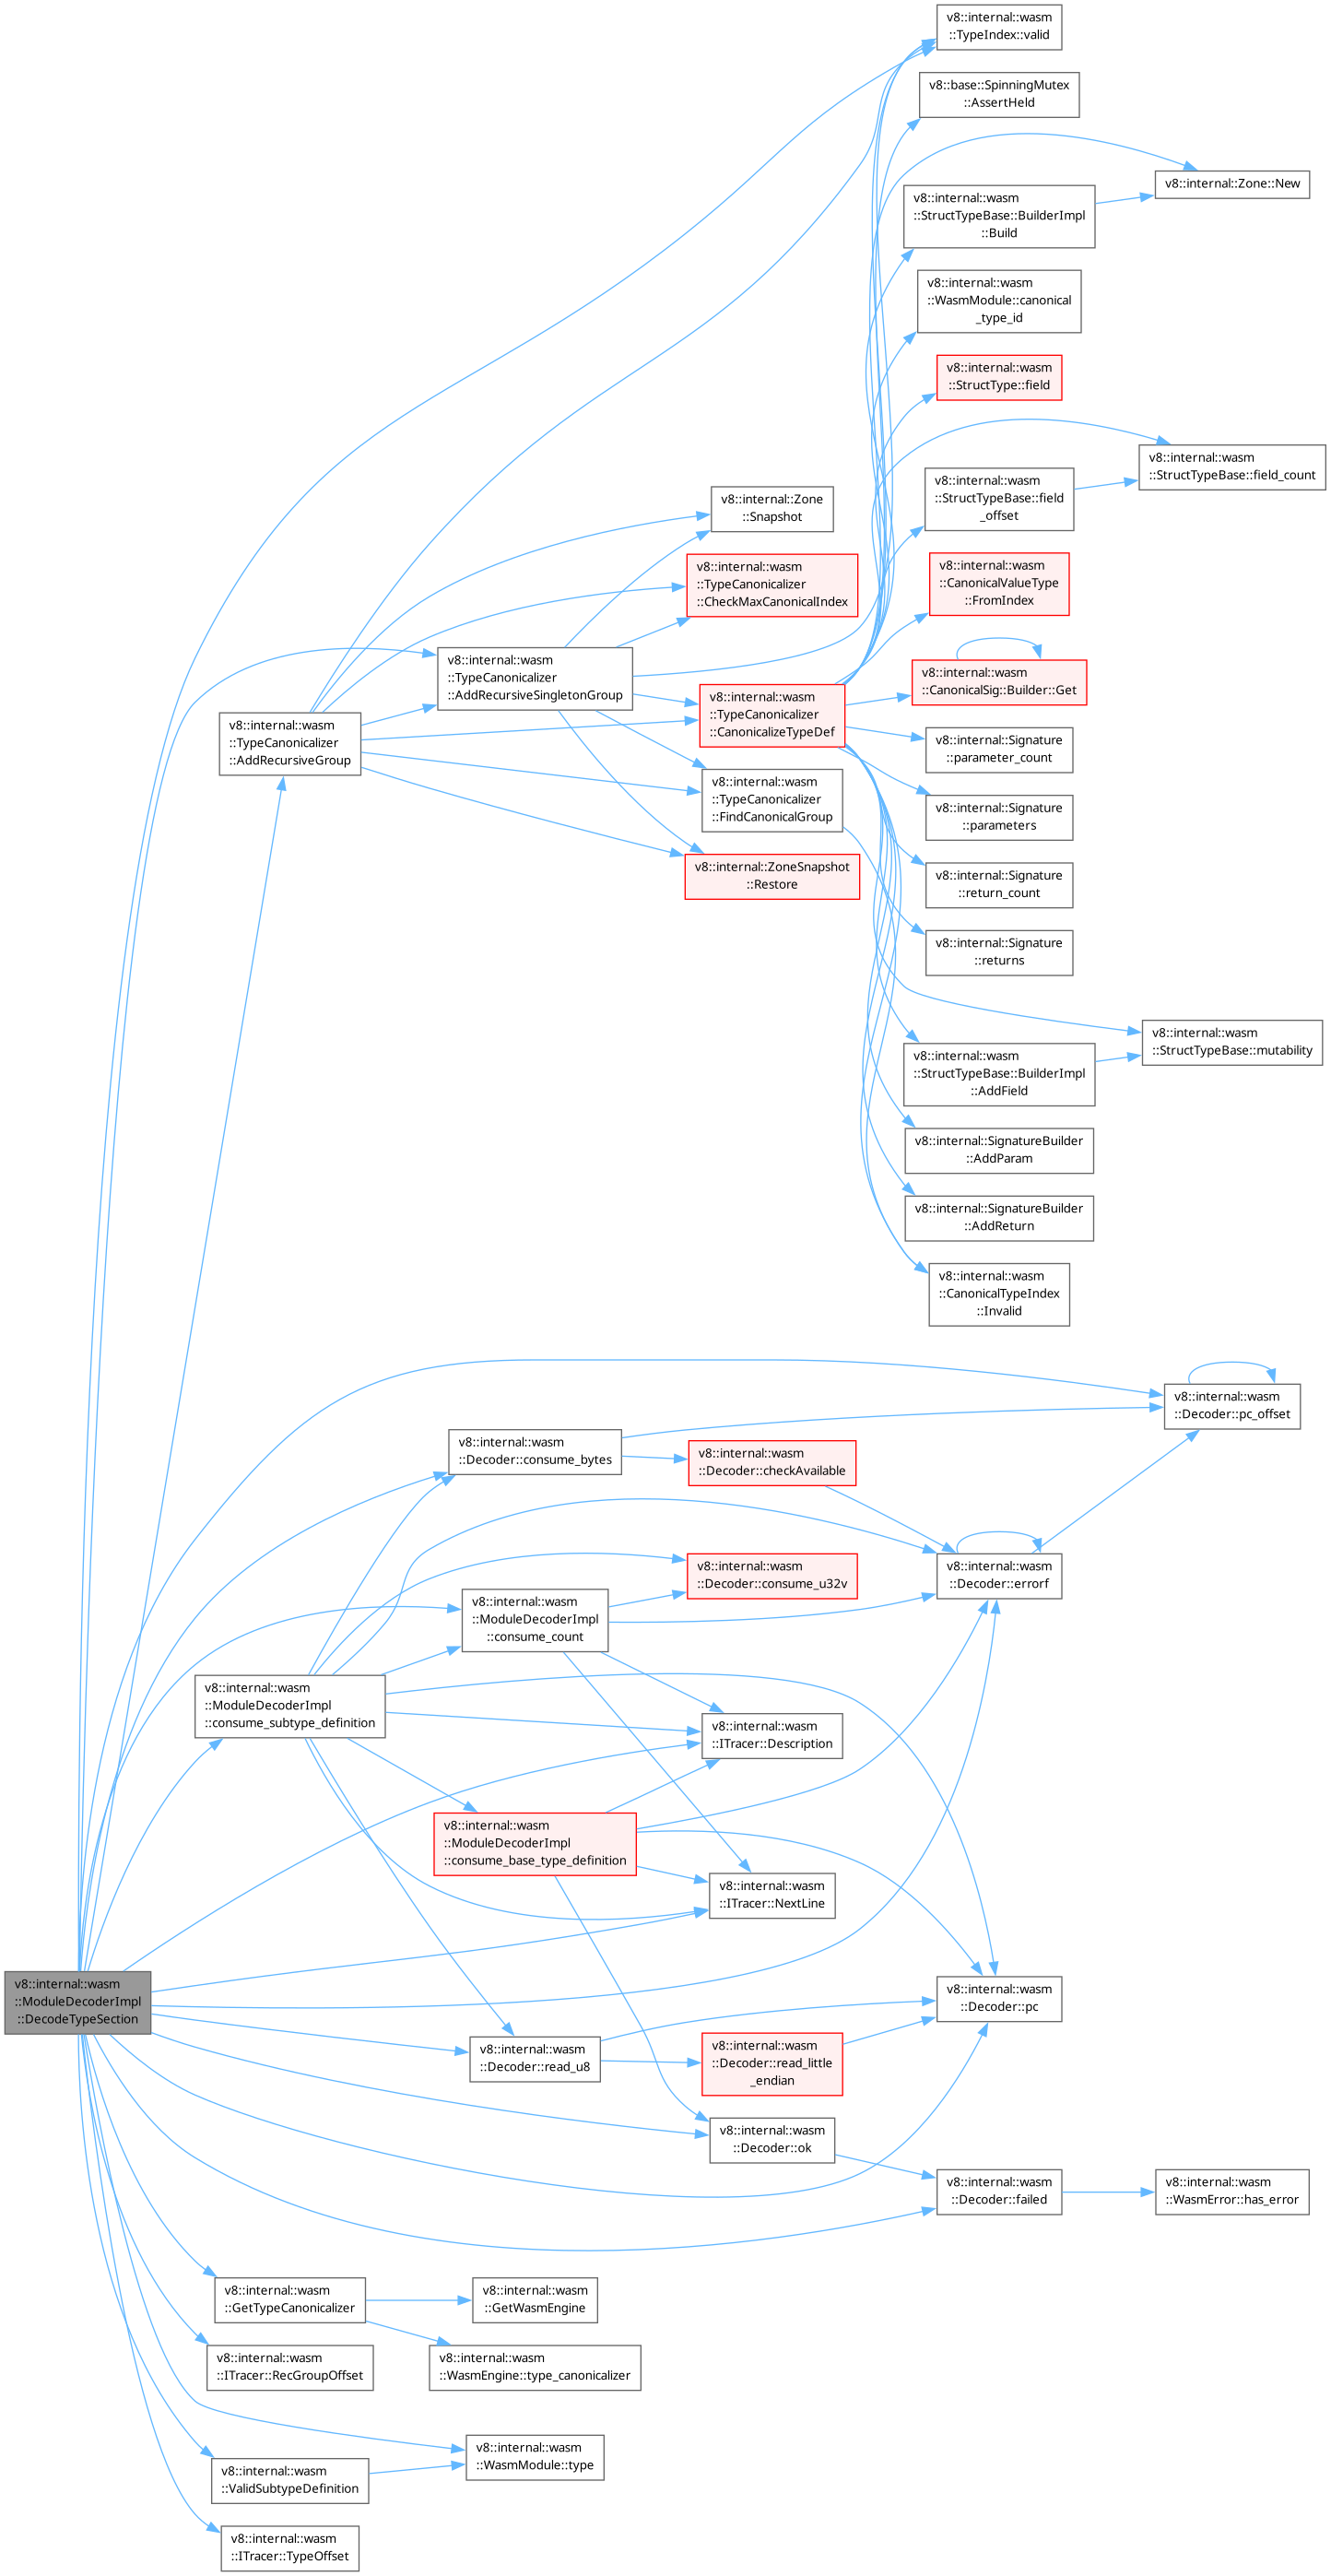 v8::internal::wasm
::TypeIndex::valid
v8::base::SpinningMutex
::AssertHeld
v8::internal::Zone::New
v8::internal::wasm
::StructTypeBase::BuilderImpl
::Build
v8::internal::wasm
::WasmModule::canonical
_type_id
v8::internal::wasm
::StructType::field
v8::internal::wasm
::StructTypeBase::field_count
v8::internal::wasm
::StructTypeBase::field
_offset
v8::internal::Zone
::Snapshot
v8::internal::wasm
::TypeCanonicalizer
::CheckMaxCanonicalIndex
v8::internal::wasm
::CanonicalValueType
::FromIndex
v8::internal::wasm
::TypeCanonicalizer
::AddRecursiveSingletonGroup
v8::internal::wasm
::CanonicalSig::Builder::Get
v8::internal::wasm
::TypeCanonicalizer
::CanonicalizeTypeDef
v8::internal::wasm
::TypeCanonicalizer
::AddRecursiveGroup
v8::internal::Signature
::parameter_count
v8::internal::wasm
::TypeCanonicalizer
::FindCanonicalGroup
v8::internal::Signature
::parameters
v8::internal::ZoneSnapshot
::Restore
v8::internal::Signature
::return_count
v8::internal::Signature
::returns
v8::internal::wasm
::StructTypeBase::mutability
v8::internal::wasm
::StructTypeBase::BuilderImpl
::AddField
v8::internal::SignatureBuilder
::AddParam
v8::internal::SignatureBuilder
::AddReturn
v8::internal::wasm
::CanonicalTypeIndex
::Invalid
v8::internal::wasm
::Decoder::pc_offset
v8::internal::wasm
::Decoder::consume_bytes
v8::internal::wasm
::Decoder::checkAvailable
v8::internal::wasm
::Decoder::errorf
v8::internal::wasm
::Decoder::consume_u32v
v8::internal::wasm
::ModuleDecoderImpl
::consume_count
v8::internal::wasm
::ModuleDecoderImpl
::consume_subtype_definition
v8::internal::wasm
::ITracer::Description
v8::internal::wasm
::ModuleDecoderImpl
::consume_base_type_definition
v8::internal::wasm
::ITracer::NextLine
v8::internal::wasm
::ModuleDecoderImpl
::DecodeTypeSection
v8::internal::wasm
::Decoder::pc
v8::internal::wasm
::Decoder::read_u8
v8::internal::wasm
::Decoder::read_little
_endian
v8::internal::wasm
::Decoder::ok
v8::internal::wasm
::Decoder::failed
v8::internal::wasm
::WasmError::has_error
v8::internal::wasm
::GetTypeCanonicalizer
v8::internal::wasm
::GetWasmEngine
v8::internal::wasm
::ITracer::RecGroupOffset
v8::internal::wasm
::WasmEngine::type_canonicalizer
v8::internal::wasm
::WasmModule::type
v8::internal::wasm
::ValidSubtypeDefinition
v8::internal::wasm
::ITracer::TypeOffset